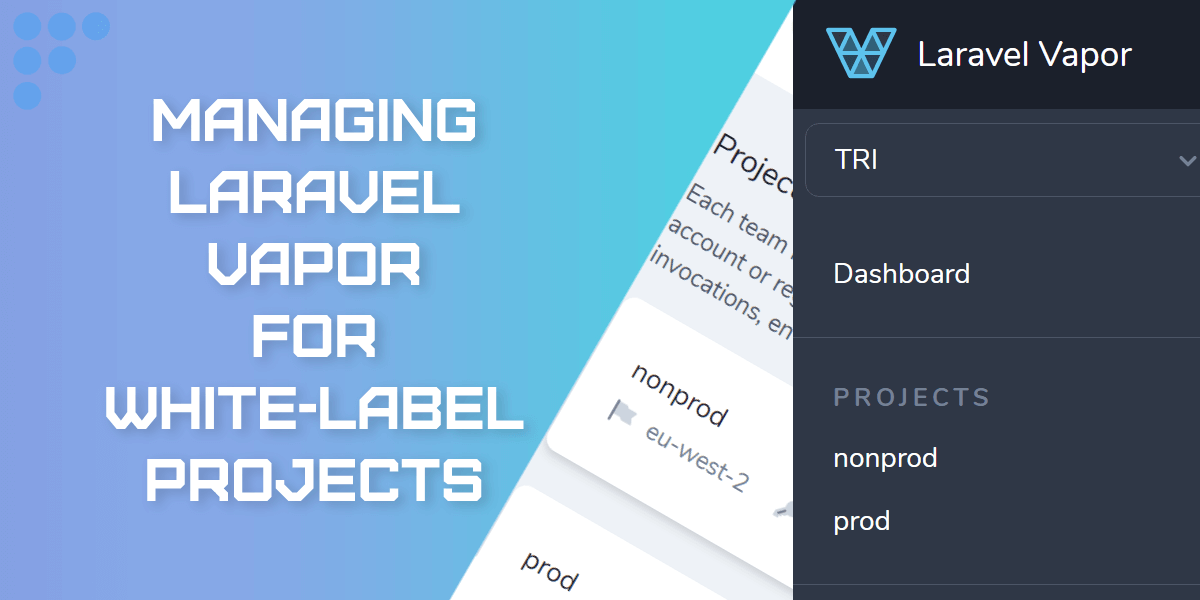 MANAGING
LARAVEL
VAPOR
FOR
WHITE-LABEL
PROJECTS
Each team
account or
invocations,
nonprod
eu-west-2
prod
Laravel Vapor
TRI
Dashboard
PROJECTS
nonprod
prod